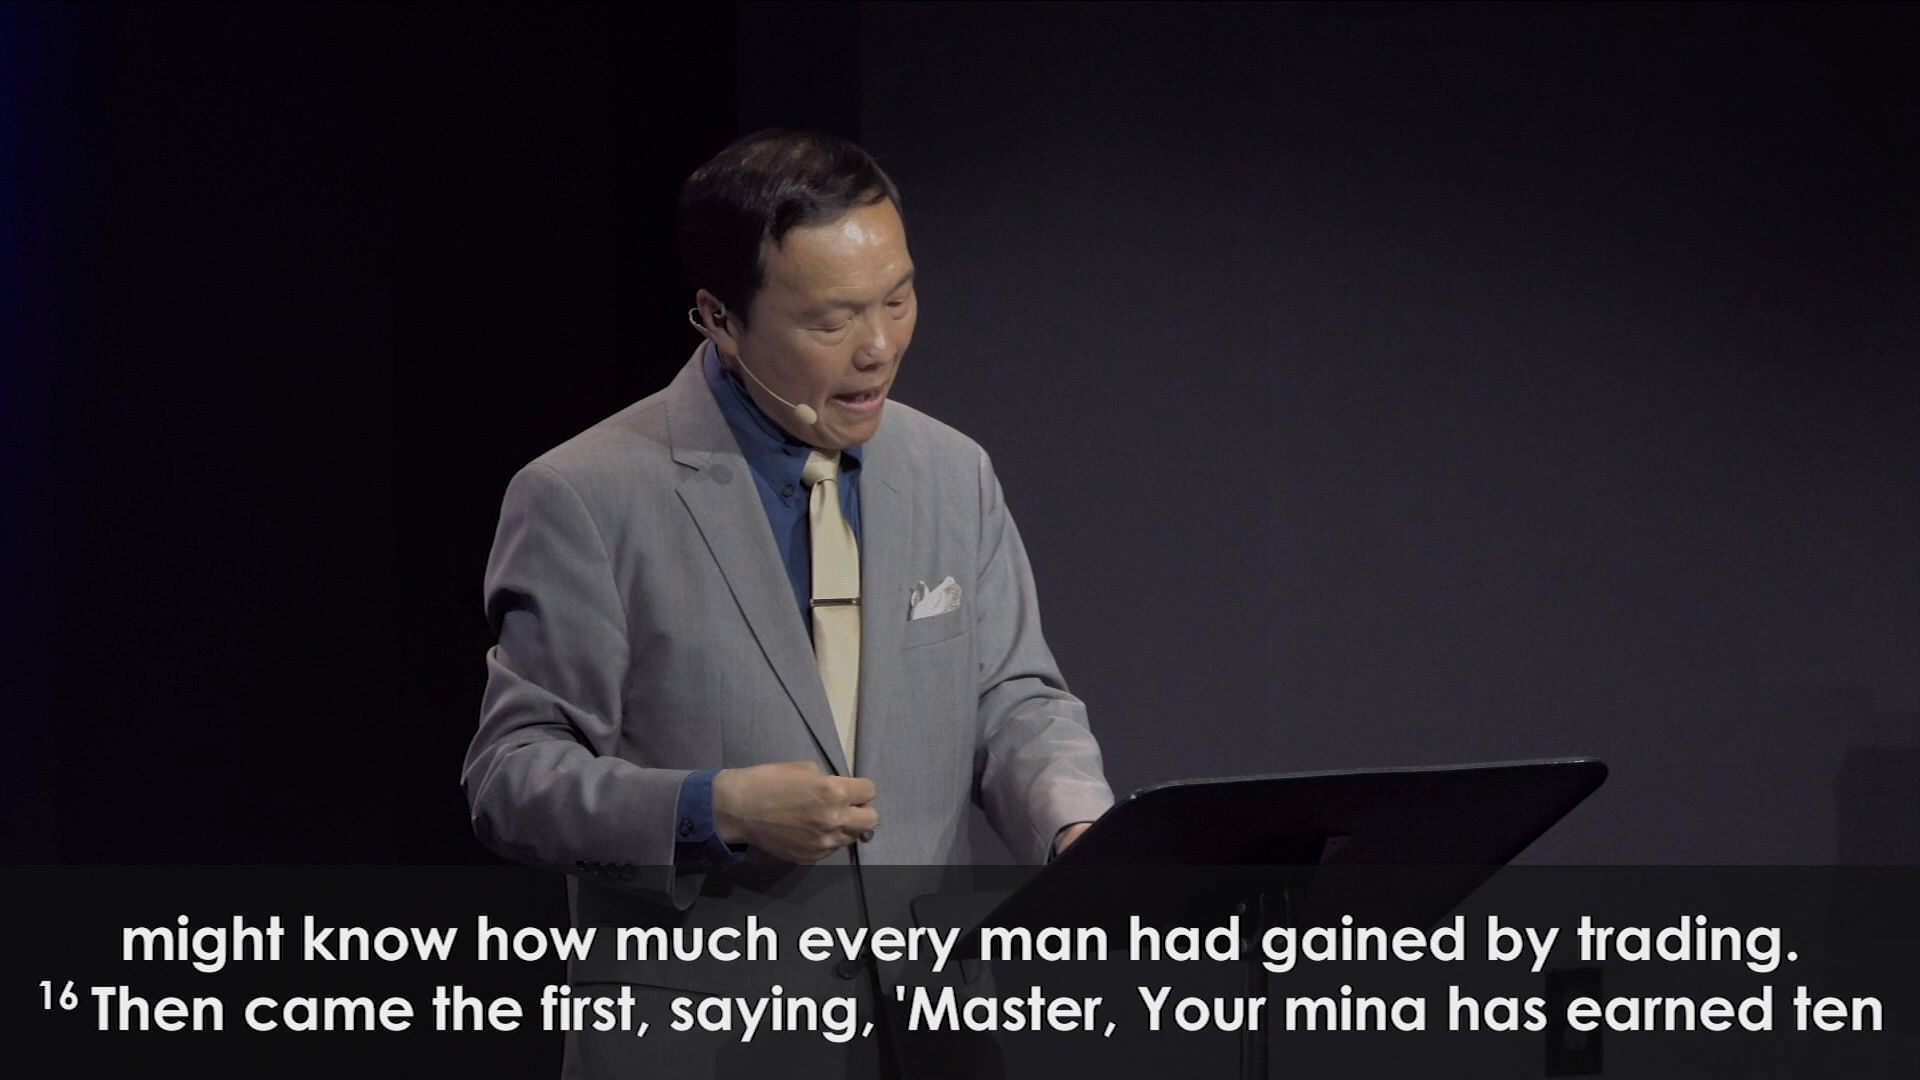 might know how much every man had gained by trading.
16 Then came the first, saying, 'Master, Your mina has earned ten